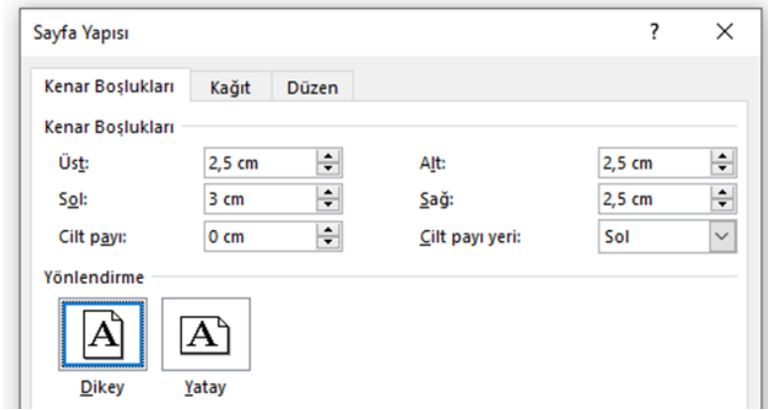 Sayfa Yapısı ?
Kenar Boşlukları Kağıt Düzen
Kenar Boşlukları
Üst: 2,5 cm Alt: 2,5 cm
Sol: 3 cm Sağ: 2,5 cm
Cilt payı: 0 cm Cilt payı yeri: Sol
Yönlendirme
A A
Dikey Yatay